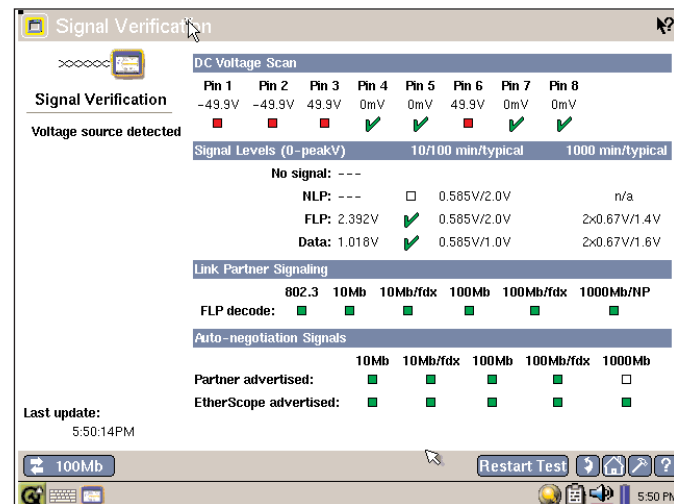 Signal Verification
Signal Verification
Voltage source detected
DC Voltage Scan
Pin 1 Pin 2 Pin 3 Pin 4 Pin 5 Pin 6 Pin 7 Pin 8
-49.9V -49.9V 49.9V 0mV 0mV 49.9V 0mV 0mV
Signal Levels (0-peakV) 10/100 min/typical 1000 min/typical
No signal: ---
NLP: --- 0.585V/2.0V n/a
FLP: 2.392V 0.585V/2.0V 2x0.67V/1.4V
Data: 1.018V 0.585V/1.0V 2x0.67V/1.6V
Link Partner Signaling
802.3 10Mb 10Mb/fdx 100Mb 100Mb/fdx 1000Mb/NP
FLP decode:
Auto-negotiation Signals
10Mb 10Mb/fdx 100Mb 100Mb/fdx 1000Mb
Partner advertised:
EtherScope advertised:
Last update:
5:50:14PM
100Mb
Restart Test
?
5:50 PM